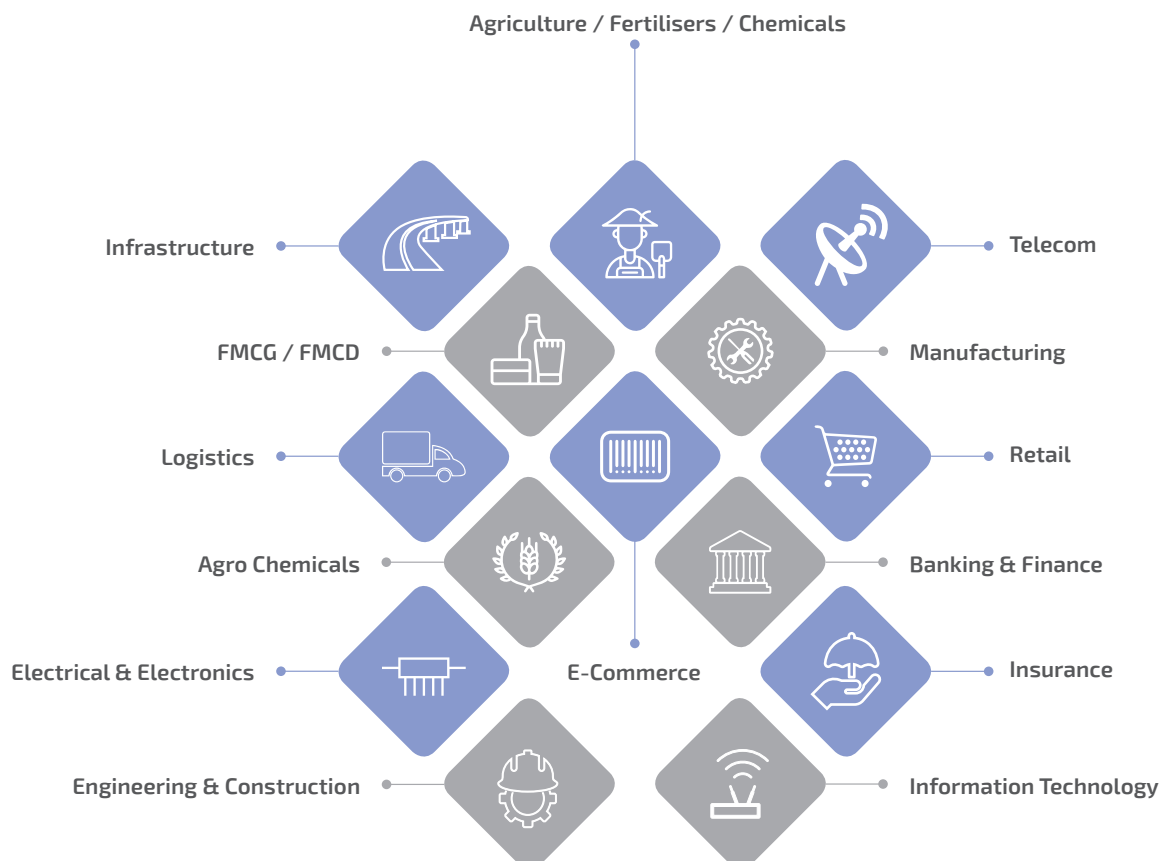 Agriculture / Fertilisers / Chemicals
Infrastructure
Telecom
FMCG / FMCD
Manufacturing
Logistics
Retail
Agro Chemicals
Banking & Finance
Electrical & Electronics
E-Commerce
Insurance
Engineering & Construction
Information Technology